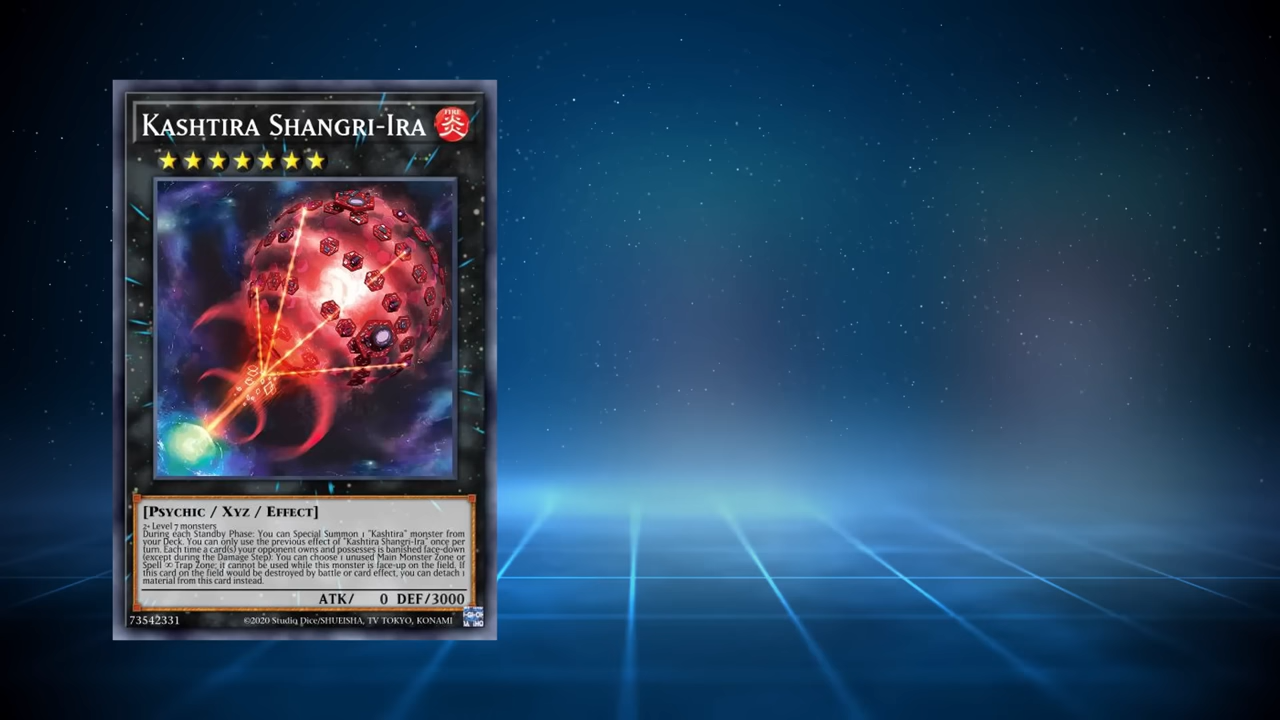 KASHTIRA SHANGRI-IRA
FIRE
炎
[PSYCHIC / XYZ / EFFECT]
2+ Level 7 monsters
During each Standby Phase: You can Special Summon 1 "Kashtira" monster from
your Deck. You can only use the previous effect of "Kashtira Shangri-Ira" once per
turn. Each time a card(s) your opponent owns and possesses is banished face-down
(except during the Damage Step): You can choose 1 unused Main Monster Zone or
Spell & Trap Zone; it cannot be used while this monster is face-up on the field. If
this card on the field would be destroyed by battle or card effect, you can detach 1
material from this card instead.
ATK/ 0 DEF/3000
73542331 ©2020 Studio Dice/SHUEISHA, TV TOKYO, KONAMI